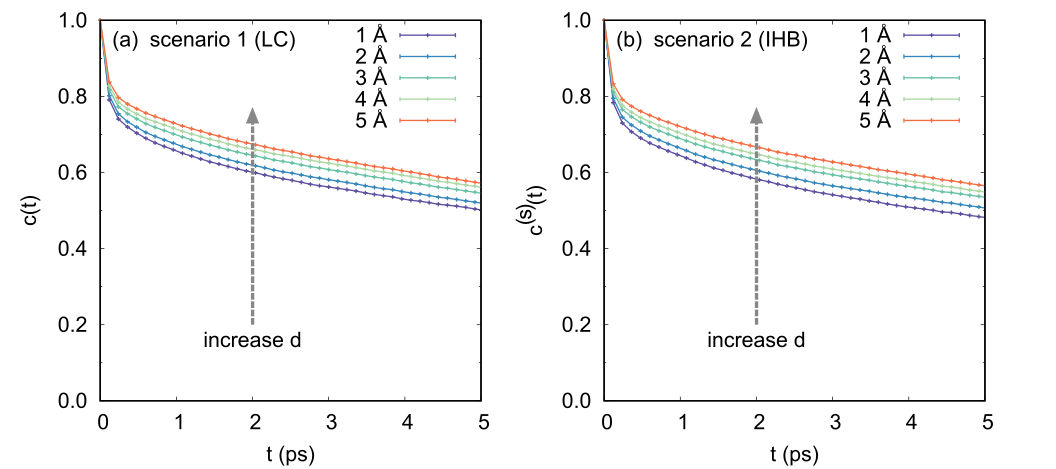 (a) scenario 1 (LC)
1 Å
2 Å
3 Å
4 Å
5 Å
1.0
0.8
0.6
0.4
0.2
0.0
c(t)
increase d
0 1 2 3 4 5
t (ps)
(b) scenario 2 (IHB)
1 Å
2 Å
3 Å
4 Å
5 Å
1.0
0.8
0.6
0.4
0.2
0.0
c(s)(t)
increase d
0 1 2 3 4 5
t (ps)